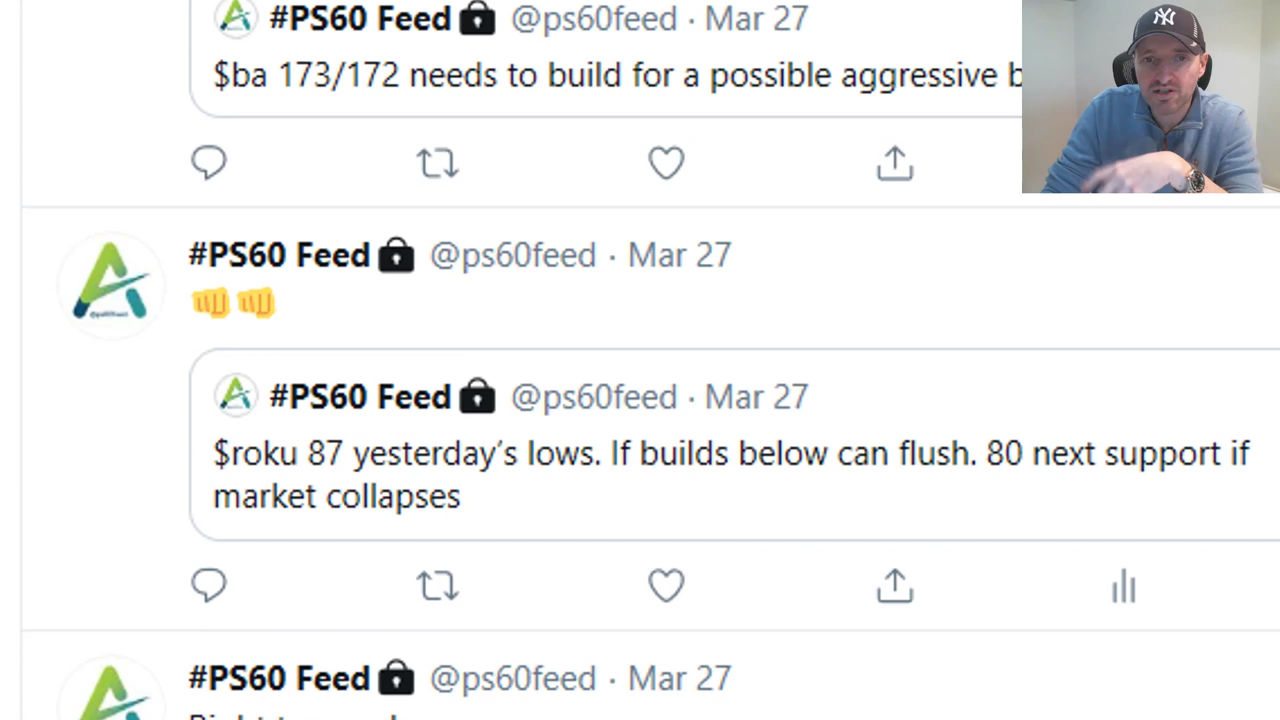 #PS60 Feed @ps60feed · Mar 27
$ba 173/172 needs to build for a possible aggressive
#PS60 Feed @ps60feed · Mar 27
#PS60 Feed @ps60feed · Mar 27
$roku 87 yesterday's lows. If builds below can flush. 80 next support if
market collapses
#PS60 Feed @ps60feed · Mar 27
NY